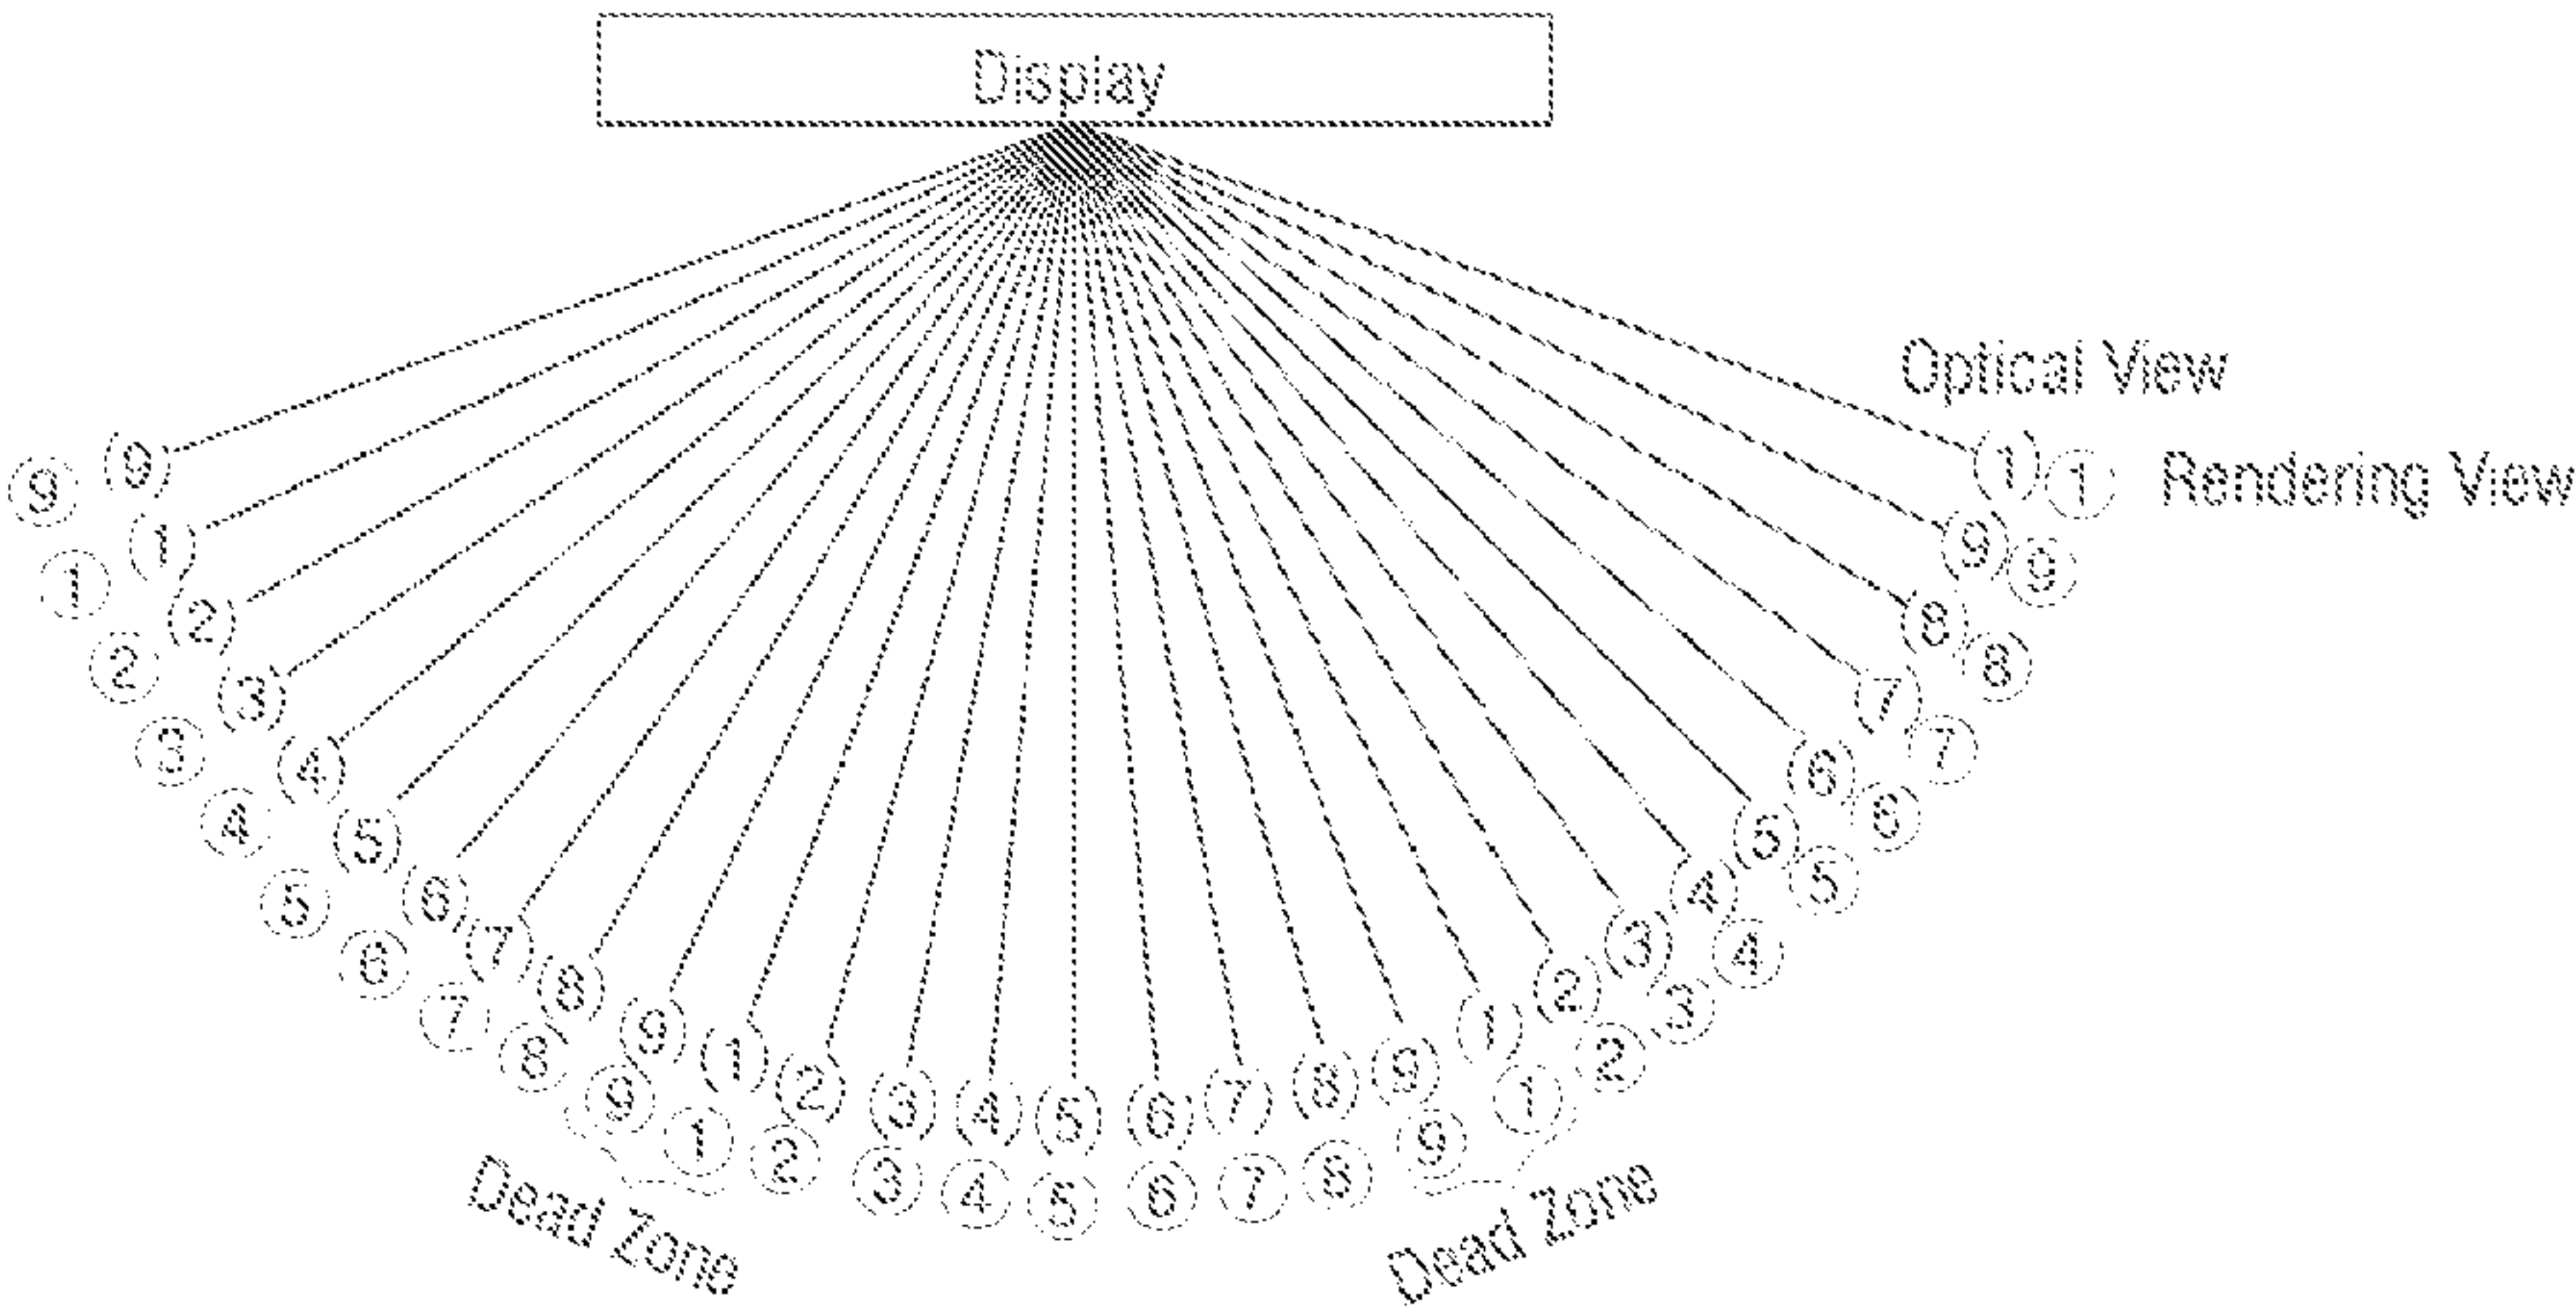 Display
Optical View
(9) (1) (2) (3) (4) (5) (6) (7) (8) (9) (1) (2) (3) (4) (5) (6) (7) (8) (9) (1) (2) (3) (4) (5) (6) (7) (8) (9) (1)
Rendering View
⑨ ① ② ③ ④ ⑤ ⑥ ⑦ ⑧ ⑨ ① ② ③ ④ ⑤ ⑥ ⑦ ⑧ ⑨ ① ② ③ ④ ⑤ ⑥ ⑦ ⑧ ⑨ ①
Dead Zone
Dead Zone